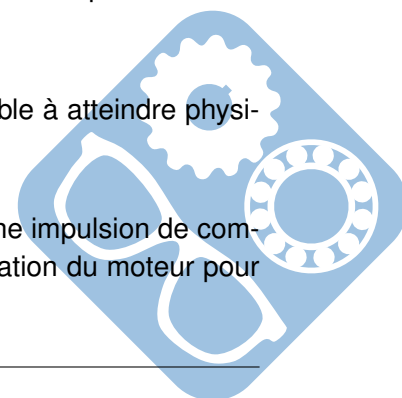 ble à atteindre physi-
ne impulsion de com-
ation du moteur pour